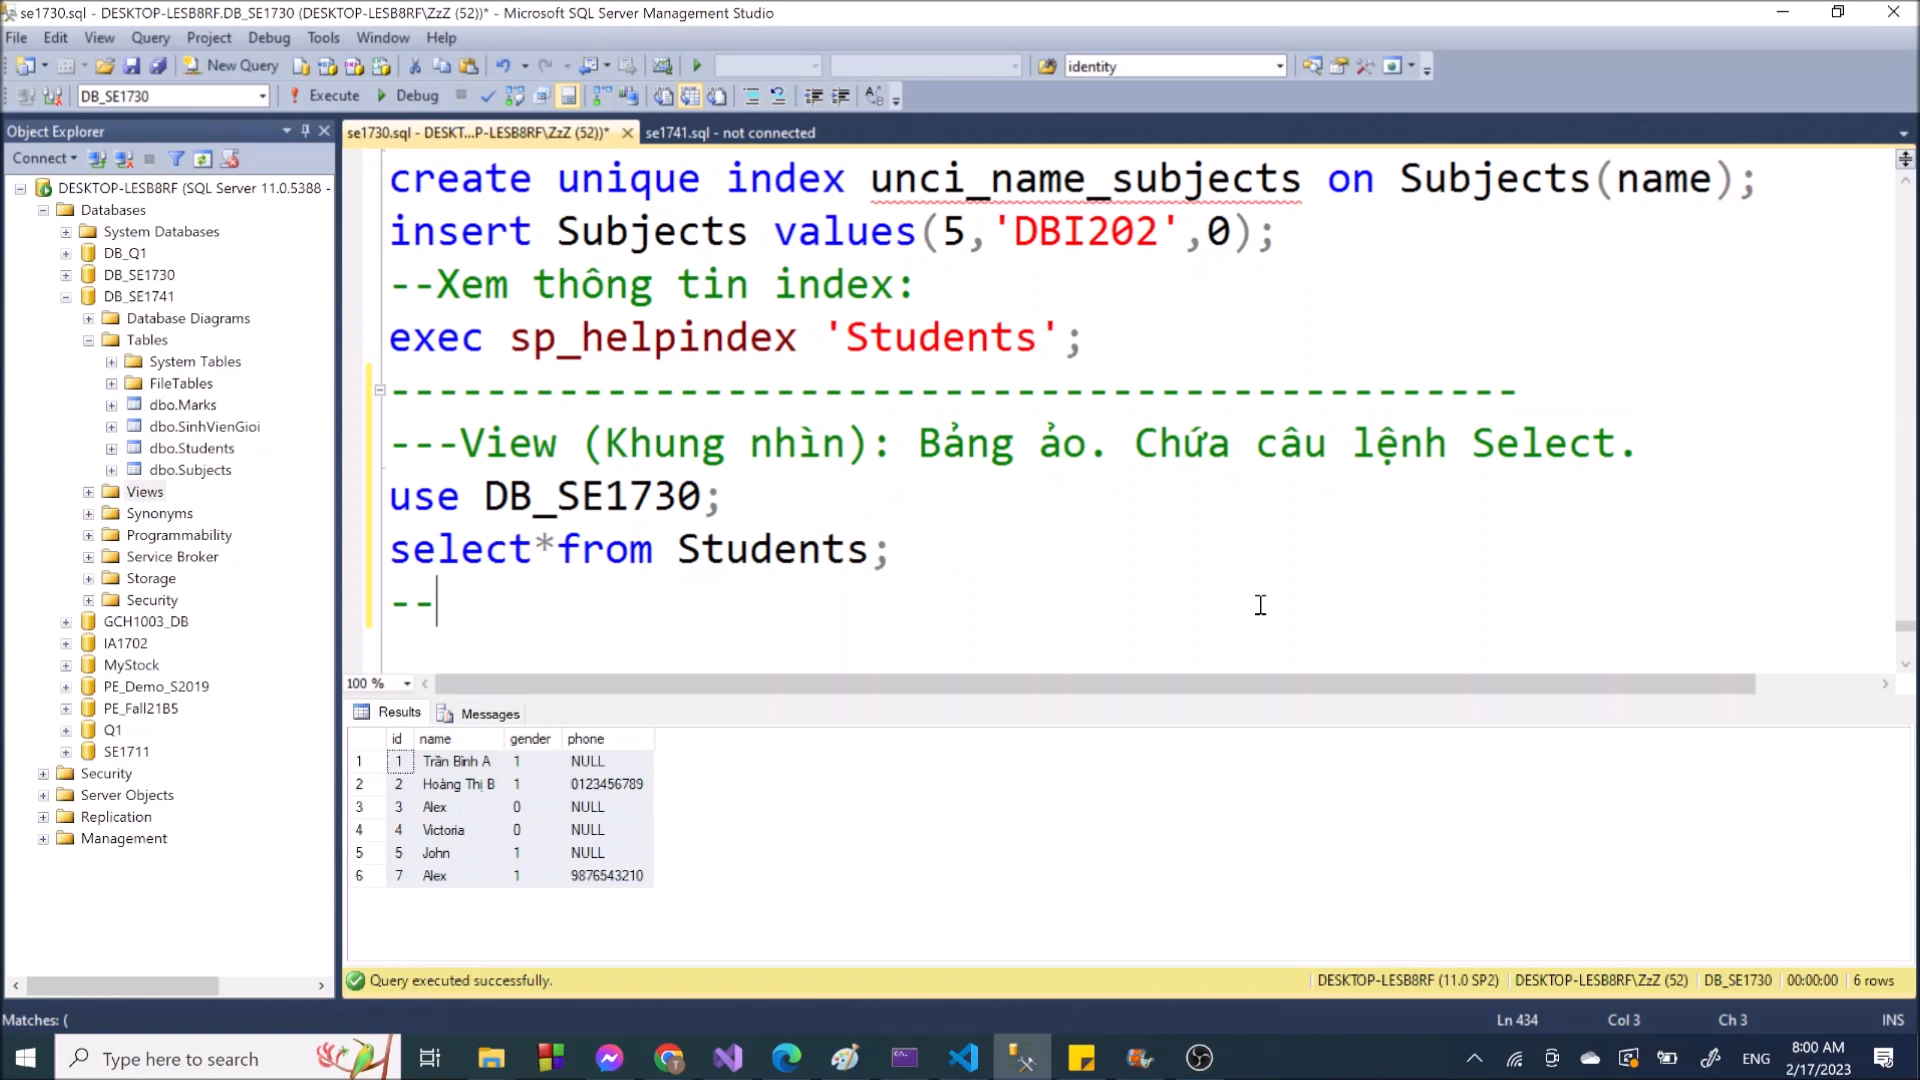 se1730.sql - DESKTOP-LESB8RF.DB_SE1730 (DESKTOP-LESB8RF\ZzZ (52))* - Microsoft SQL Server Management Studio
File Edit View Query Project Debug Tools Window Help
New Query identity
DB_SE1730 Execute Debug
Object Explorer
Connect
DESKTOP-LESB8RF (SQL Server 11.0.5388 -
Databases
System Databases
DB_Q1
DB_SE1730
DB_SE1741
Database Diagrams
Tables
System Tables
FileTables
dbo.Marks
dbo.SinhVienGioi
dbo.Students
dbo.Subjects
Views
Synonyms
Programmability
Service Broker
Storage
Security
GCH1003_DB
IA1702
MyStock
PE_Demo_S2019
PE_Fall21B5
Q1
SE1711
Security
Server Objects
Replication
Management
se1730.sql - DESKT...P-LESB8RF\ZzZ (52))* se1741.sql - not connected
create unique index unci_name_subjects on Subjects(name);
insert Subjects values(5,'DBI202',0);
--Xem thông tin index:
exec sp_helpindex 'Students';
-----------------------------------------------
---View (Khung nhìn): Bảng ảo. Chứa câu lệnh Select.
use DB_SE1730;
select*from Students;
--
100 %
Results Messages
id name gender phone
1 1 Trần Bình A 1 NULL
2 2 Hoàng Thị B 1 0123456789
3 3 Alex 0 NULL
4 4 Victoria 0 NULL
5 5 John 1 NULL
6 7 Alex 1 9876543210
Query executed successfully. DESKTOP-LESB8RF (11.0 SP2) DESKTOP-LESB8RF\ZzZ (52) DB_SE1730 00:00:00 6 rows
Matches: ( Ln 434 Col 3 Ch 3 INS
Type here to search ENG 8:00 AM
2/17/2023